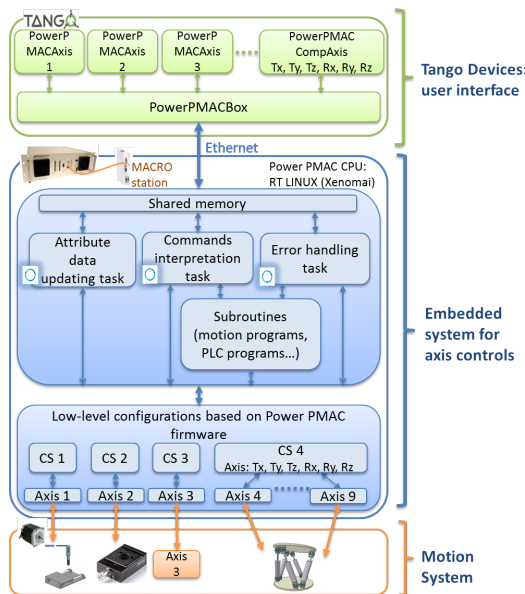 TANGO
PowerP
MACAxis
1
PowerP
MACAxis
2
PowerP
MACAxis
3
PowerPMAC
CompAxis
Tx, Ty, Tz, Rx, Ry, Rz
PowerPMACBox
Tango Devices:
user interface
Ethernet
MACRO
station
Power PMAC CPU:
RT LINUX (Xenomai)
Shared memory
Attribute
data
updating task
Commands
interpretation
task
Error handling
task
Subroutines
(motion programs,
PLC programs...)
Embedded
system for
axis controls
Low-level configurations based on Power PMAC
firmware
CS 1
CS 2
CS 3
CS 4
Axis: Tx, Ty, Tz, Rx, Ry, Rz
Axis 1
Axis 2
Axis 3
Axis 4
Axis 9
Axis
3
Motion
System